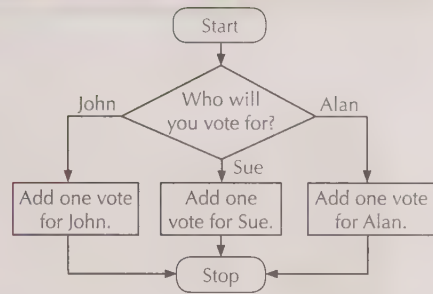 Start
Who will
you vote for?
John
Alan
Sue
Add one vote
for John.
Add one
vote for Sue.
Add one vote
for Alan.
Stop